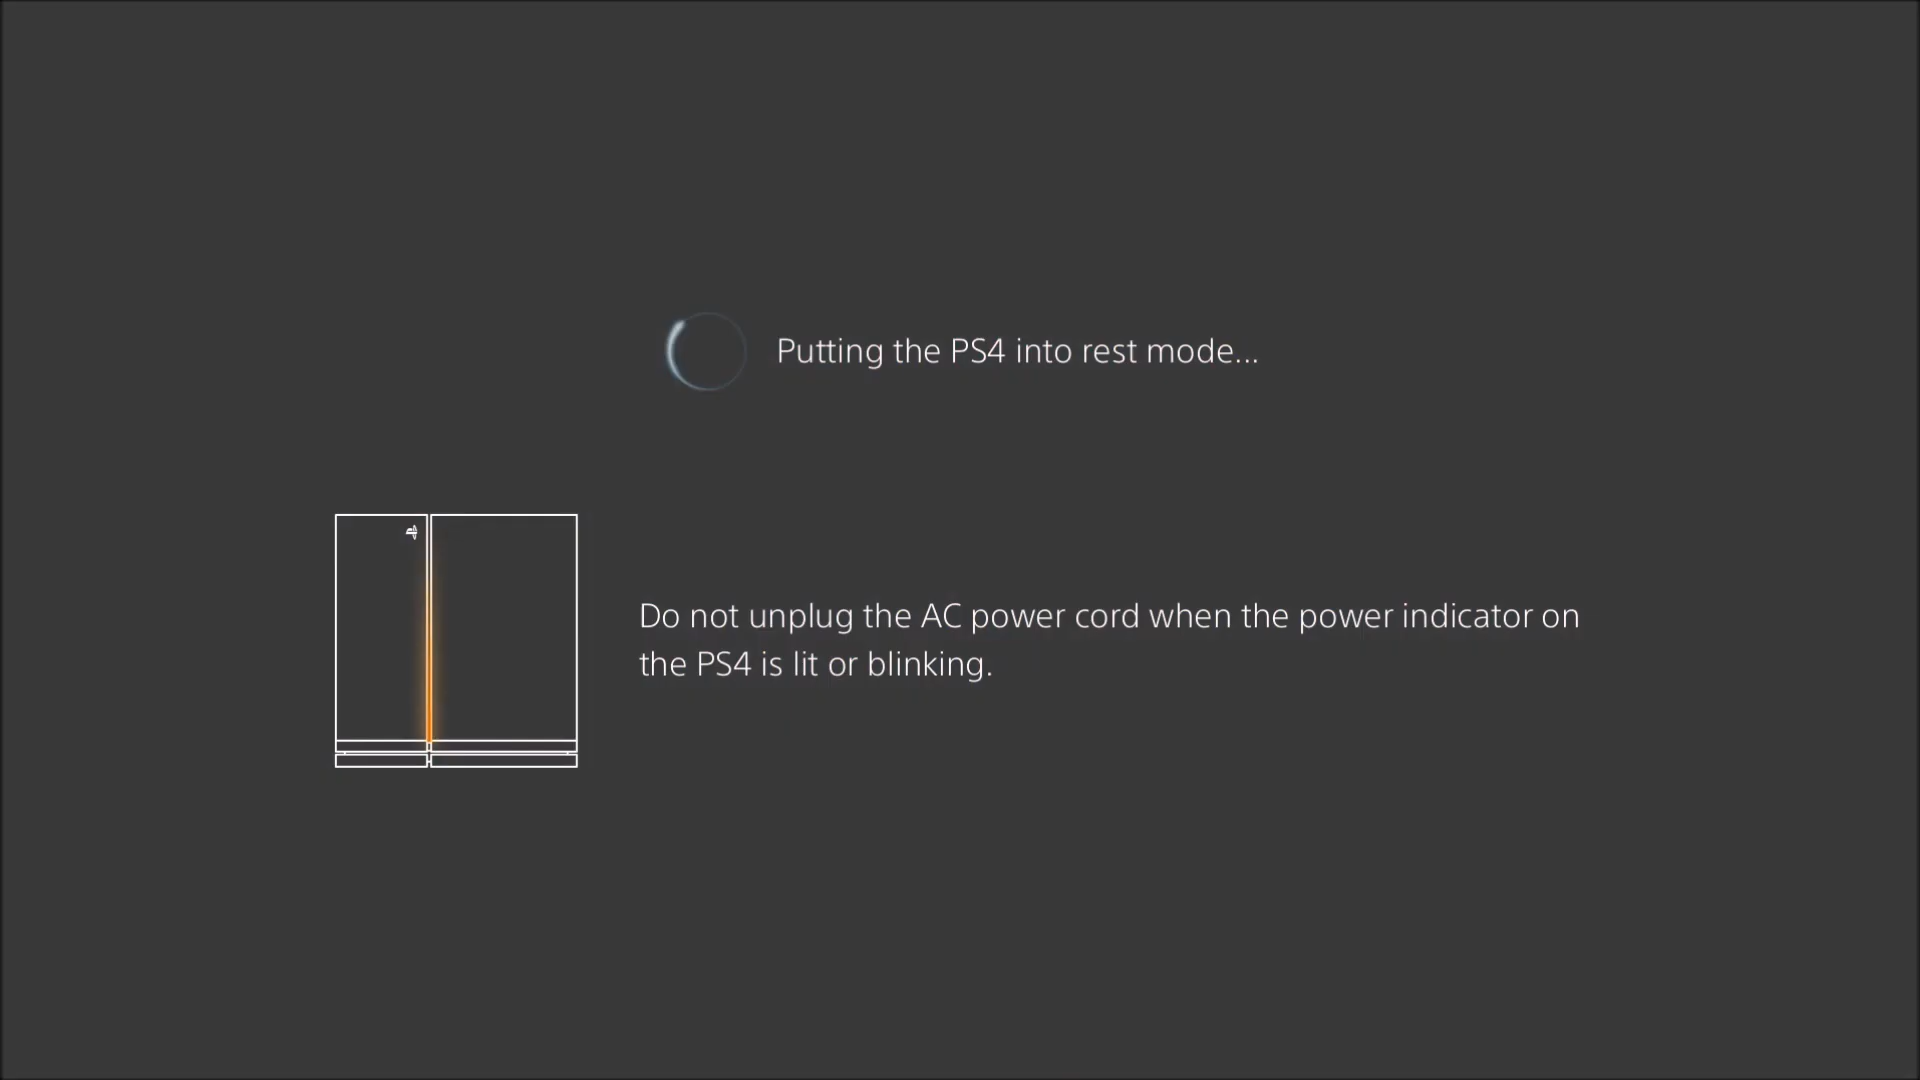 Putting the PS4 into rest mode...
Do not unplug the AC power cord when the power indicator on
the PS4 is lit or blinking.